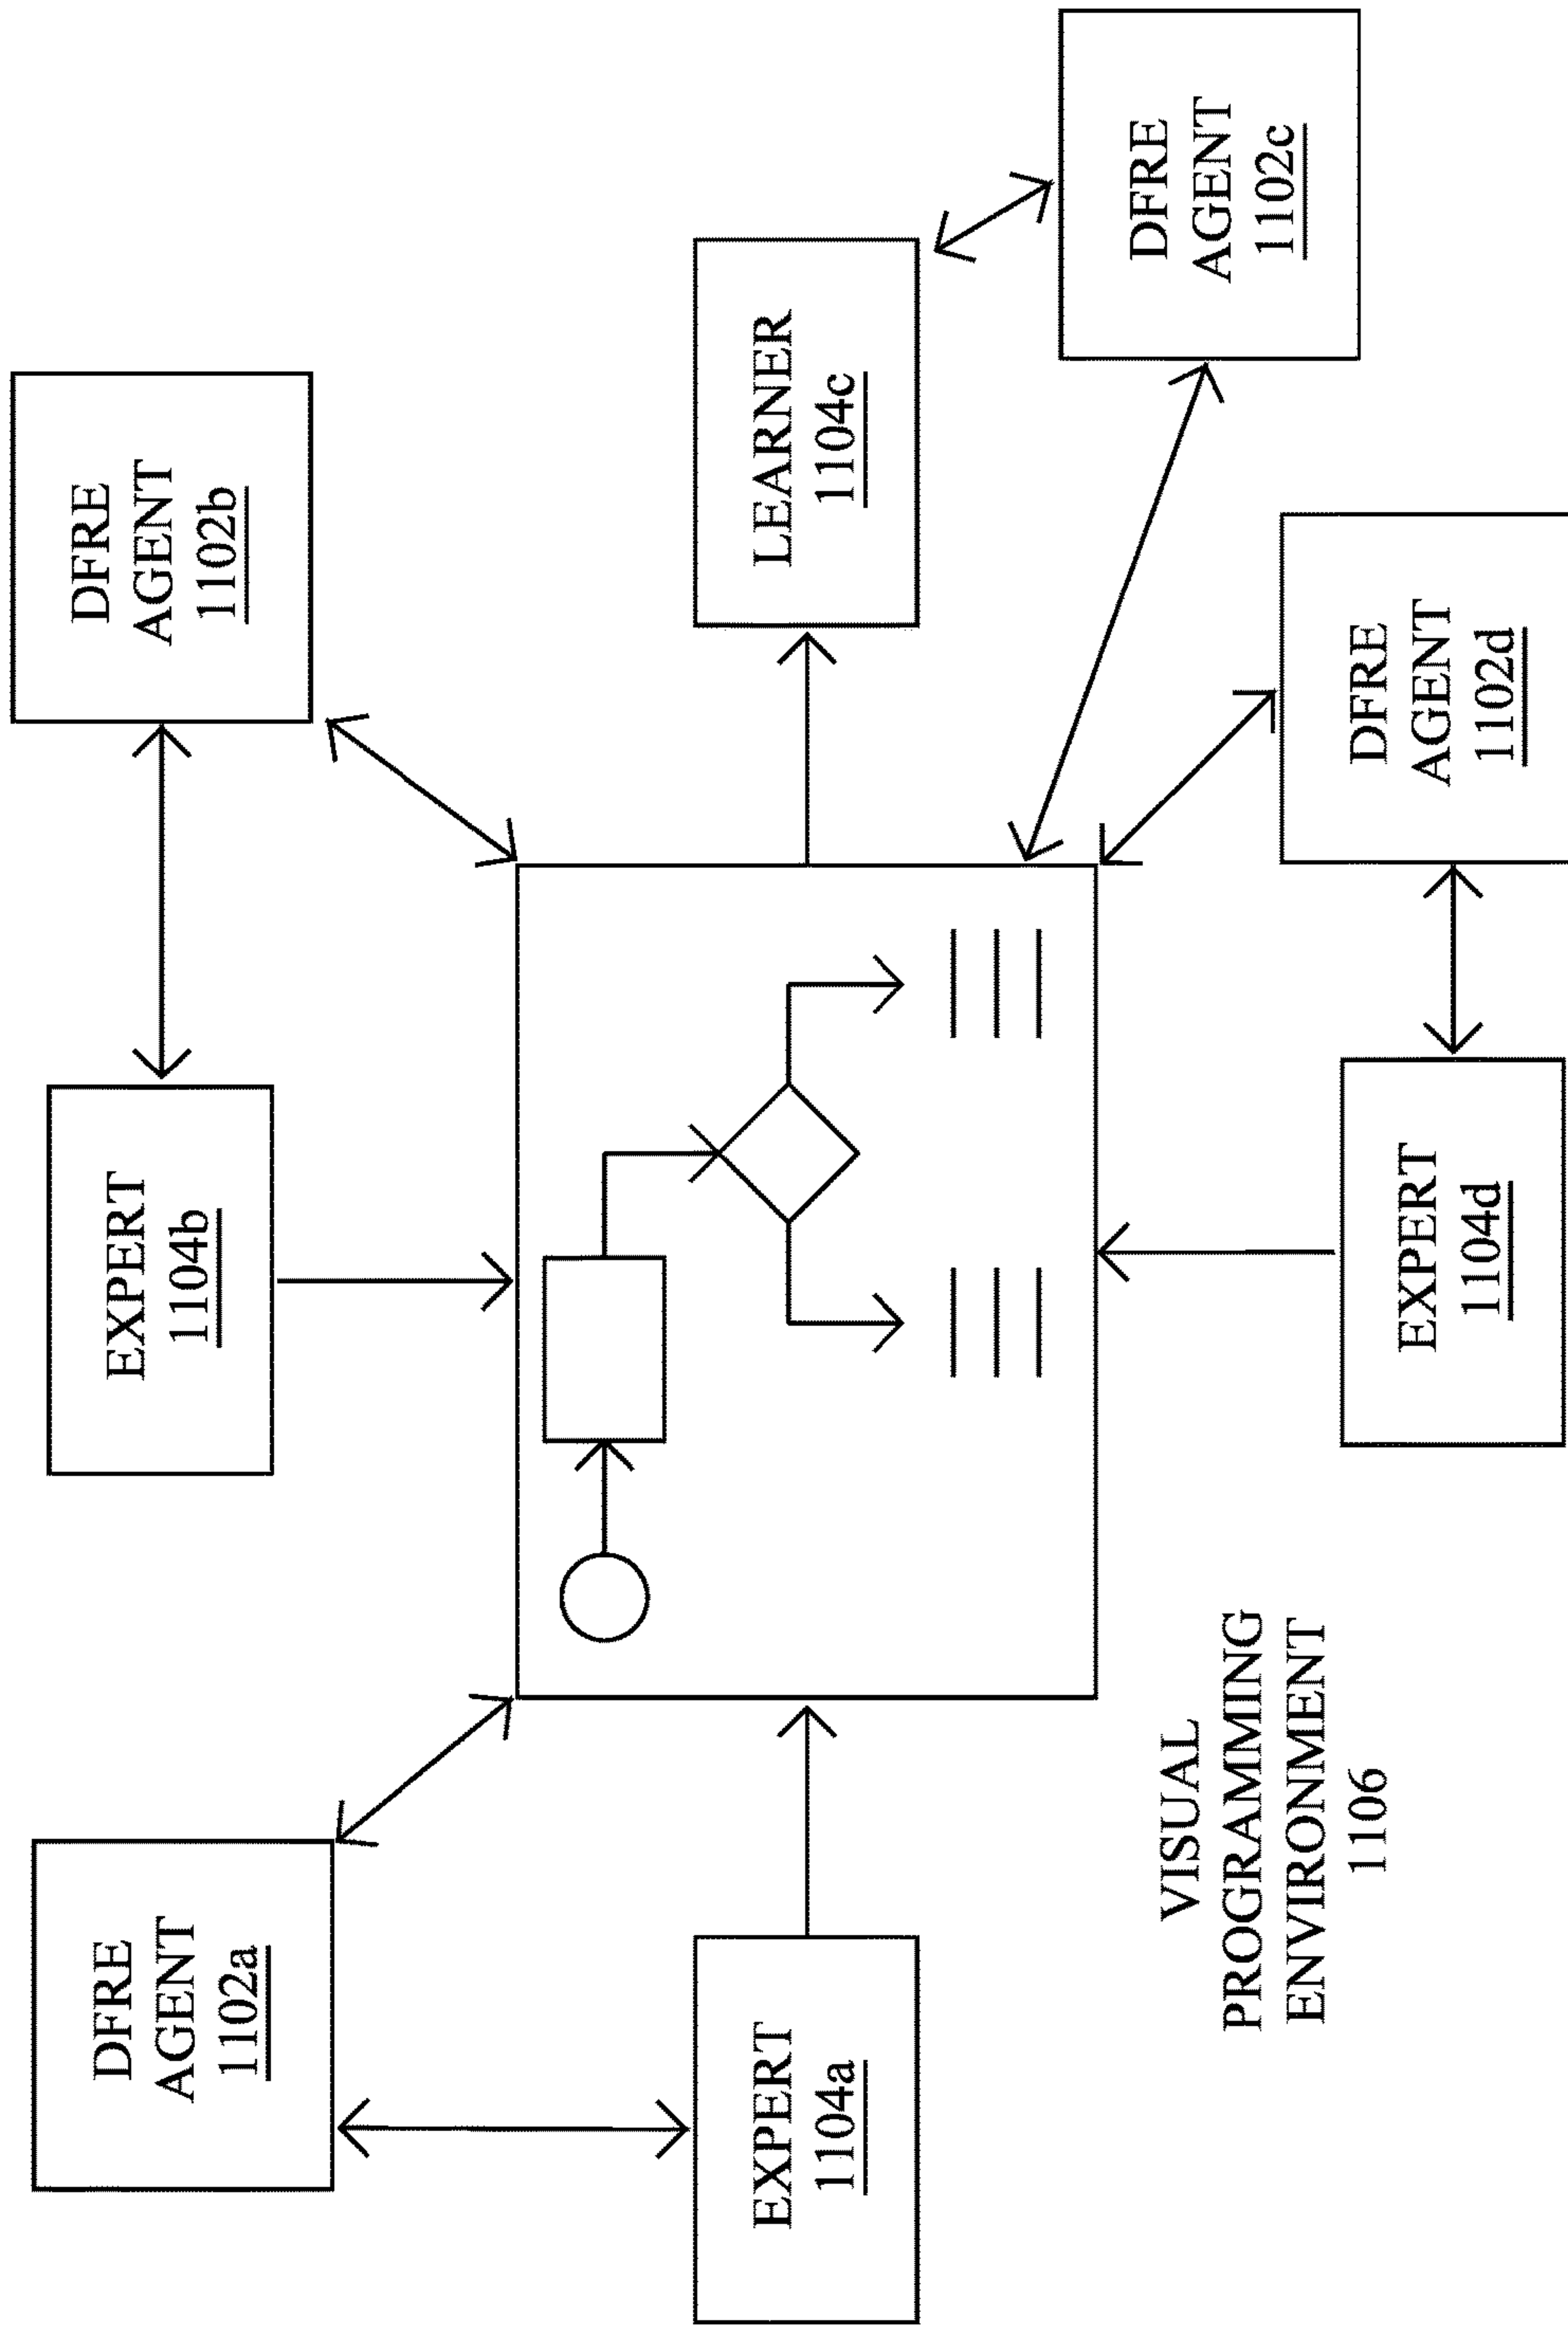 DFRE
AGENT
1102a
DFRE
AGENT
1102b
EXPERT
1104b
EXPERT
1104a
LEARNER
1104c
DFRE
AGENT
1102c
VISUAL
PROGRAMMING
ENVIRONMENT
1106
EXPERT
1104d
DFRE
AGENT
1102d